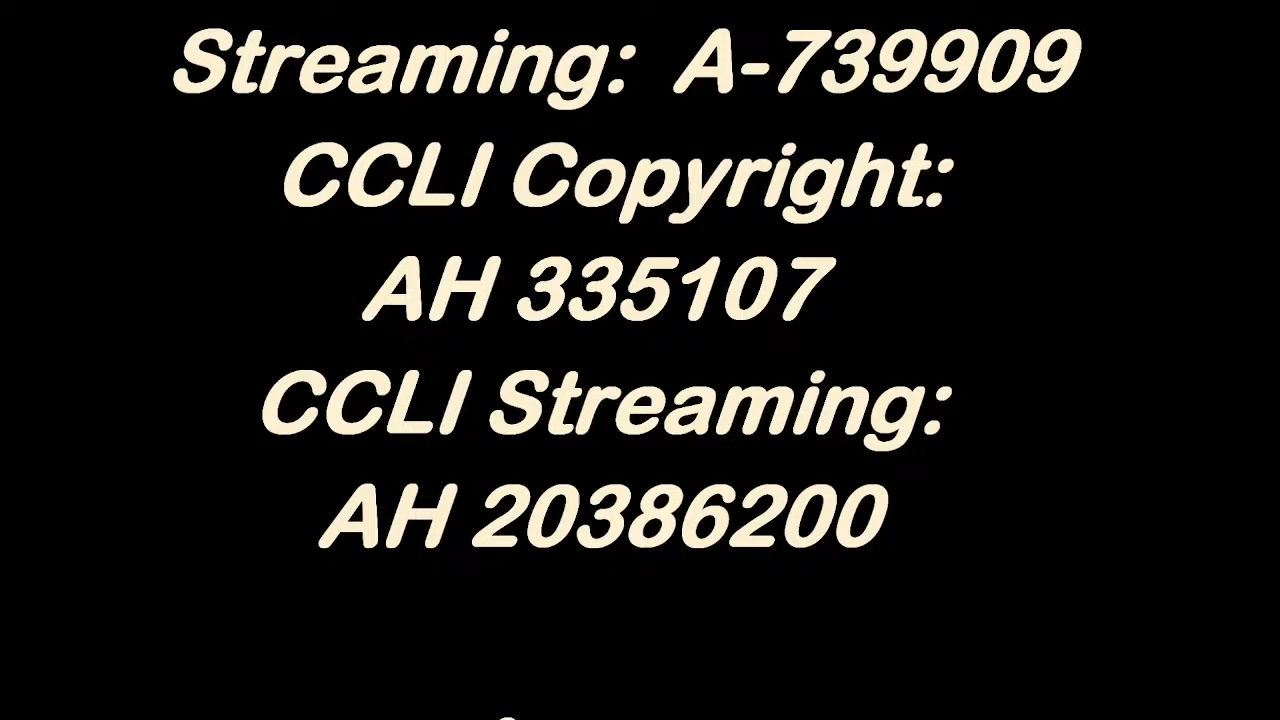 Streaming: A-739909
CCLI Copyright:
AH 335107
CCLI Streaming:
AH 20386200